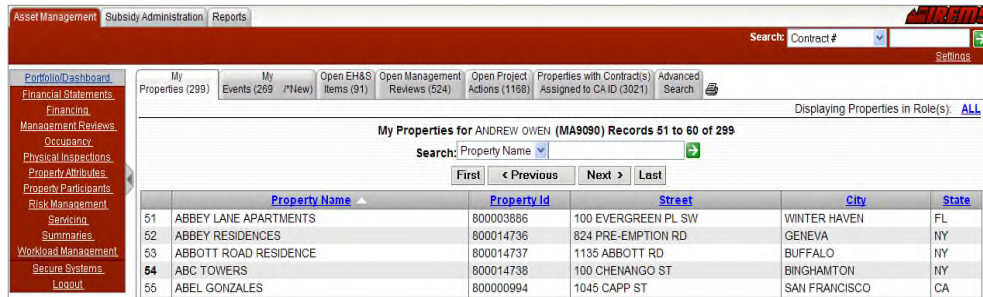 Asset Management Subsidy Administration Reports
iREMS
Search: Contract #
Settings
Portfolio/Dashboard
Financial Statements
Financing
Management Reviews
Occupancy
Physical Inspections
Property Attributes
Property Participants
Risk Management
Servicing
Summaries
Workload Management
Secure Systems
Logout
My Properties (299)
My Events (269 /*New)
Open EH&S Items (91)
Open Management Reviews (524)
Open Project Actions (1168)
Properties with Contract(s) Assigned to CA ID (3021)
Advanced Search
Displaying Properties in Role(s): ALL
My Properties for ANDREW OWEN (MA9090) Records 51 to 60 of 299
Search: Property Name
First < Previous Next > Last
Property Name Property Id Street City State
51 ABBEY LANE APARTMENTS 800003886 100 EVERGREEN PL SW WINTER HAVEN FL
52 ABBEY RESIDENCES 800014736 824 PRE-EMPTION RD GENEVA NY
53 ABBOTT ROAD RESIDENCE 800014737 1135 ABBOTT RD BUFFALO NY
54 ABC TOWERS 800014738 100 CHENANGO ST BINGHAMTON NY
55 ABEL GONZALES 800000994 1045 CAPP ST SAN FRANCISCO CA